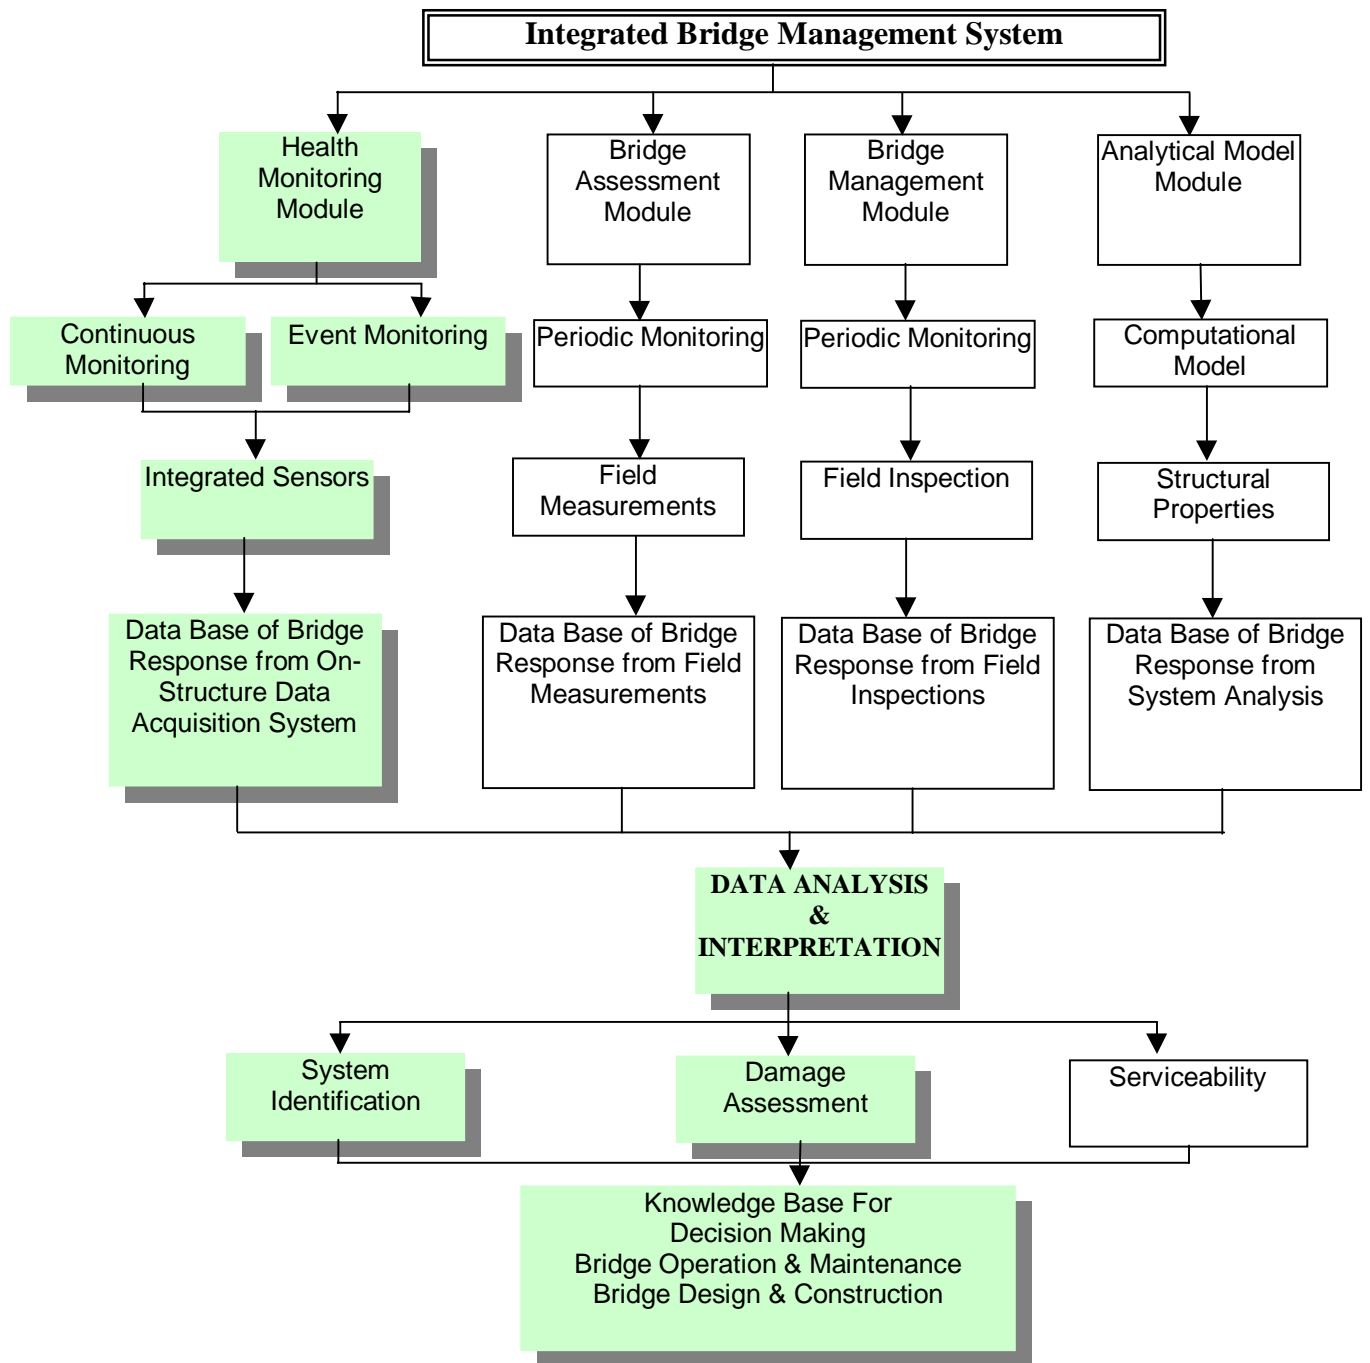 Integrated Bridge Management System
Health
Monitoring
Module
Bridge
Assessment
Module
Bridge
Management
Module
Analytical Model
Module
Continuous
Monitoring
Event Monitoring
Periodic Monitoring
Periodic Monitoring
Computational
Model
Integrated Sensors
Field
Measurements
Field Inspection
Structural
Properties
Data Base of Bridge
Response from On-
Structure Data
Acquisition System
Data Base of Bridge
Response from Field
Measurements
Data Base of Bridge
Response from Field
Inspections
Data Base of Bridge
Response from
System Analysis
DATA ANALYSIS
&
INTERPRETATION
System
Identification
Damage
Assessment
Serviceability
Knowledge Base For
Decision Making
Bridge Operation & Maintenance
Bridge Design & Construction